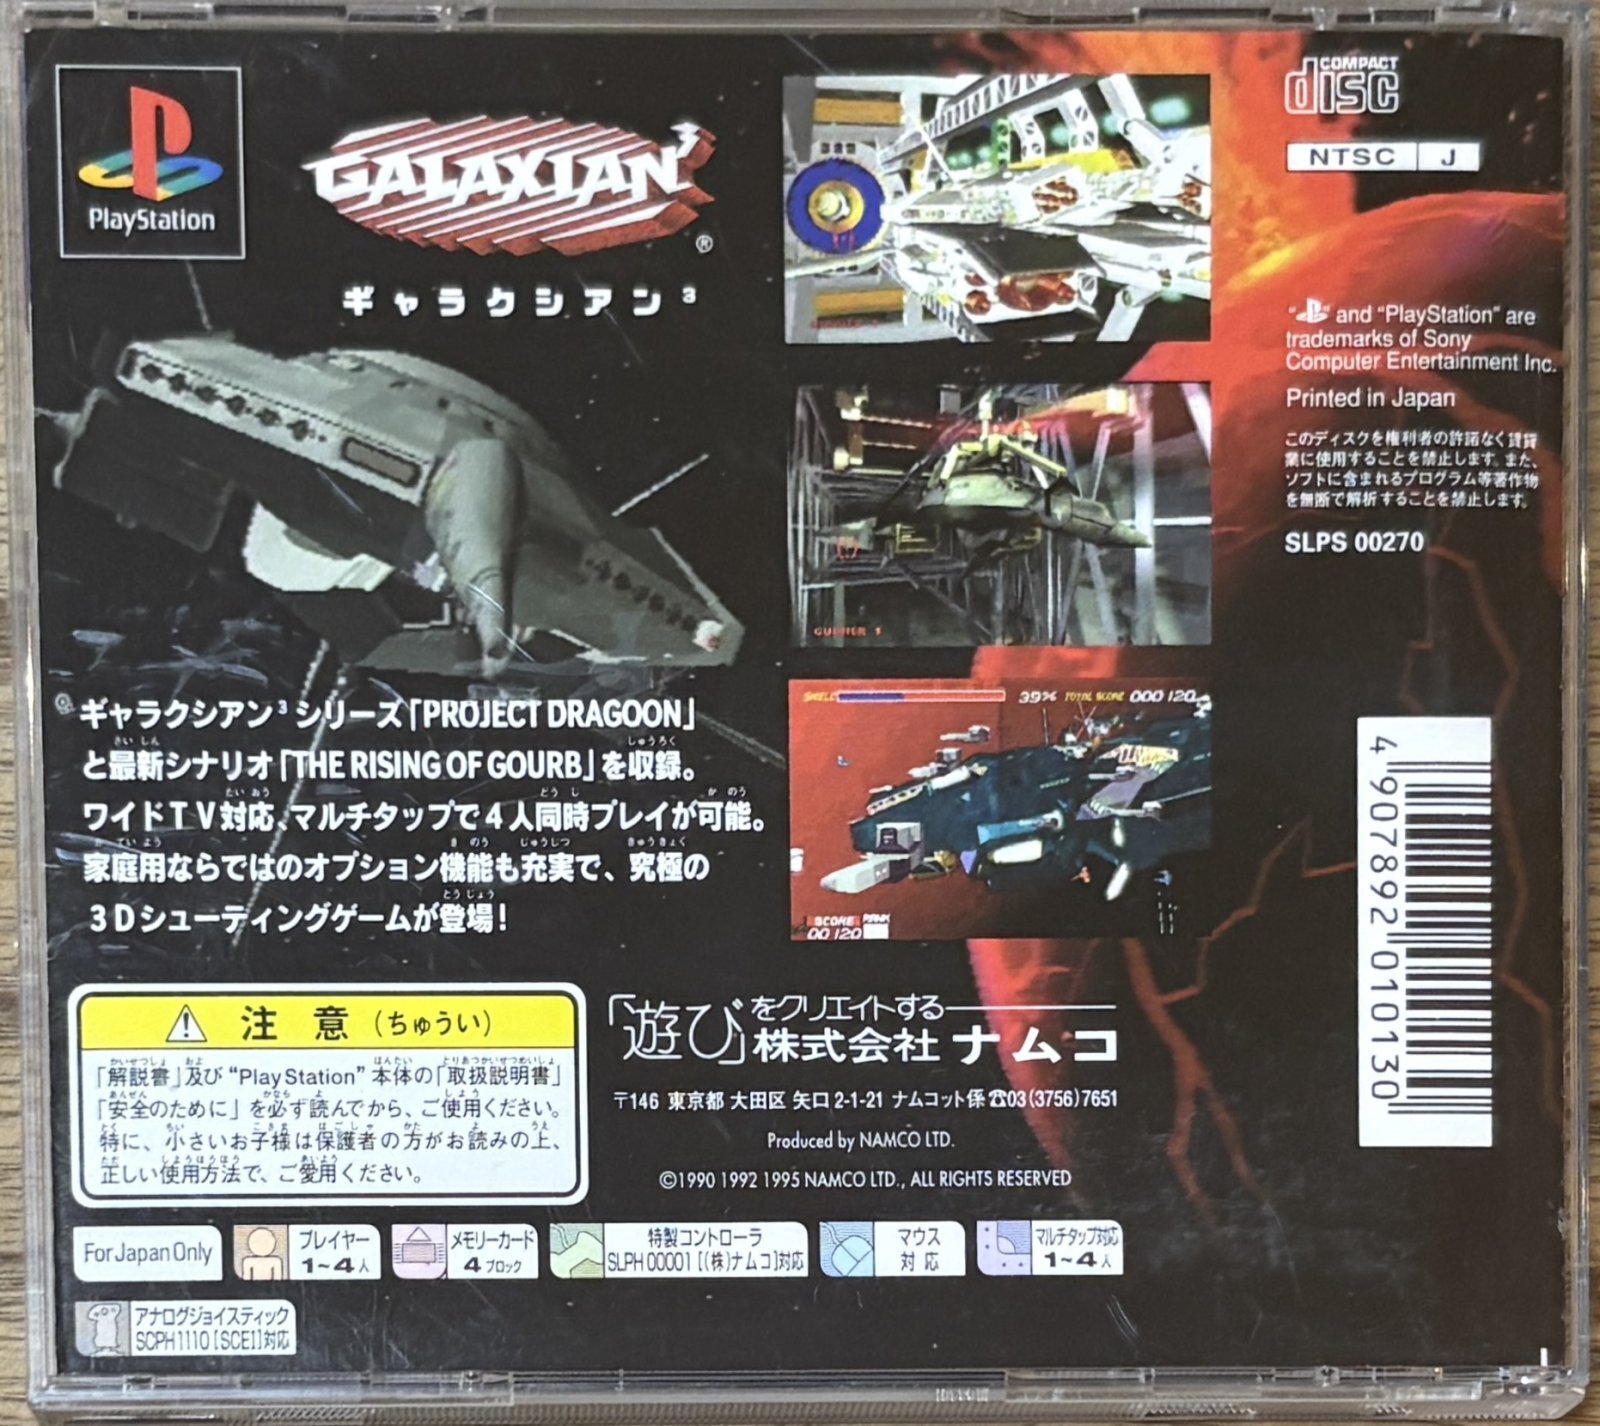 PlayStation
GALAXIAN³
®
ギャラクシアン³
ギャラクシアン³シリーズ「PROJECT DRAGOON」
と最新シナリオ「THE RISING OF GOURB」を収録。
ワイドTV対応、マルチタップで4人同時プレイが可能。
家庭用ならではのオプション機能も充実で、究極の
3Dシューティングゲームが登場!
GUNNER 1
SHIELD 39% TOTAL SCORE 000120
SCORE RANK
00120
COMPACT
disc
NTSC J
"PS" and "PlayStation" are
trademarks of Sony
Computer Entertainment Inc.
Printed in Japan
このディスクを権利者の許諾なく賃貸
業に使用することを禁止します。また、
ソフトに含まれるプログラム等著作物
を無断で解析することを禁止します。
SLPS 00270
4 907892 010130
注意(ちゅうい)
「解説書」及び“PlayStation”本体の「取扱説明書」
「安全のために」を必ず読んでから、ご使用ください。
特に、小さいお子様は保護者の方がお読みの上、
正しい使用方法で、ご愛用ください。
「遊び」をクリエイトする
株式会社ナムコ
〒146 東京都 大田区 矢口 2-1-21 ナムコット係 ☎03(3756)7651
Produced by NAMCO LTD.
©1990 1992 1995 NAMCO LTD., ALL RIGHTS RESERVED
For Japan Only
プレイヤー
1~4人
メモリーカード
4ブロック
特製コントローラ
SLPH 00001 [(株)ナムコ]対応
マウス
対応
マルチタップ対応
1~4人
アナログジョイスティック
SCPH1110 [SCEI]対応